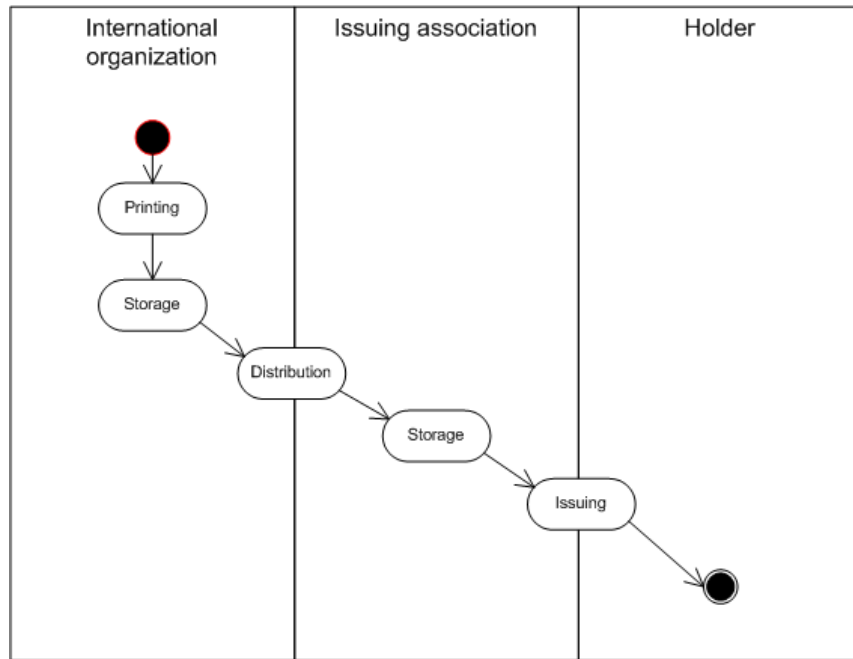 International
organization
Issuing association
Holder
Printing
Storage
Distribution
Storage
Issuing